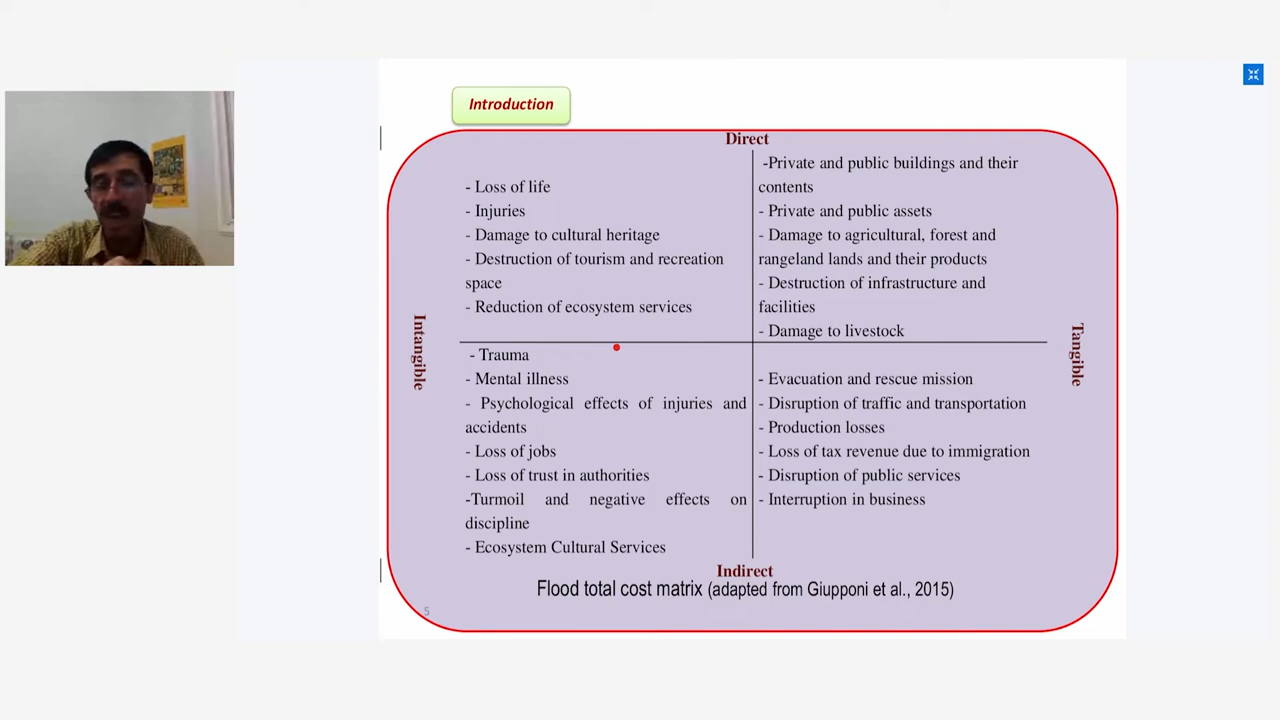 Introduction
Direct
- Loss of life
- Injuries
- Damage to cultural heritage
- Destruction of tourism and recreation
space
- Reduction of ecosystem services
-Private and public buildings and their
contents
- Private and public assets
- Damage to agricultural, forest and
rangeland lands and their products
- Destruction of infrastructure and
facilities
- Damage to livestock
Intangible
Tangible
- Trauma
- Mental illness
- Psychological effects of injuries and
accidents
- Loss of jobs
- Loss of trust in authorities
-Turmoil and negative effects on
discipline
- Ecosystem Cultural Services
- Evacuation and rescue mission
- Disruption of traffic and transportation
- Production losses
- Loss of tax revenue due to immigration
- Disruption of public services
- Interruption in business
Indirect
Flood total cost matrix (adapted from Giupponi et al., 2015)
5